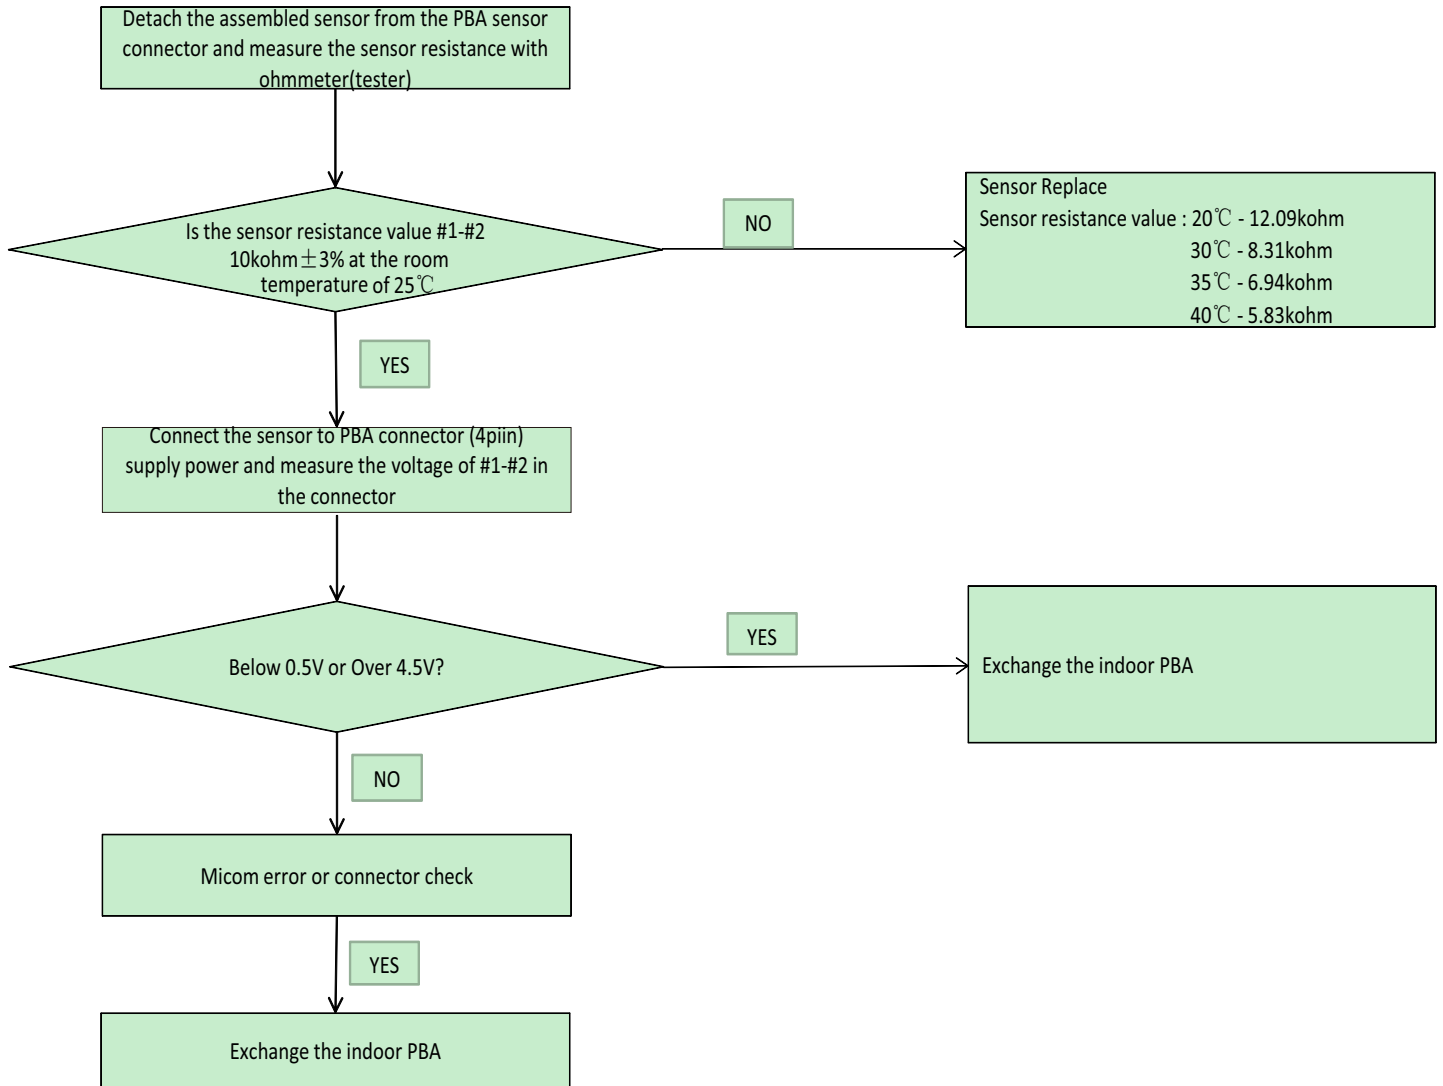 Detach the assembled sensor from the PBA sensor
connector and measure the sensor resistance with
ohmmeter(tester)
Is the sensor resistance value #1-#2
10kohm±3% at the room
temperature of 25℃
NO
Sensor Replace
Sensor resistance value : 20℃ - 12.09kohm
30℃ - 8.31kohm
35℃ - 6.94kohm
40℃ - 5.83kohm
YES
Connect the sensor to PBA connector (4piin)
supply power and measure the voltage of #1-#2 in
the connector
Below 0.5V or Over 4.5V?
YES
Exchange the indoor PBA
NO
Micom error or connector check
YES
Exchange the indoor PBA